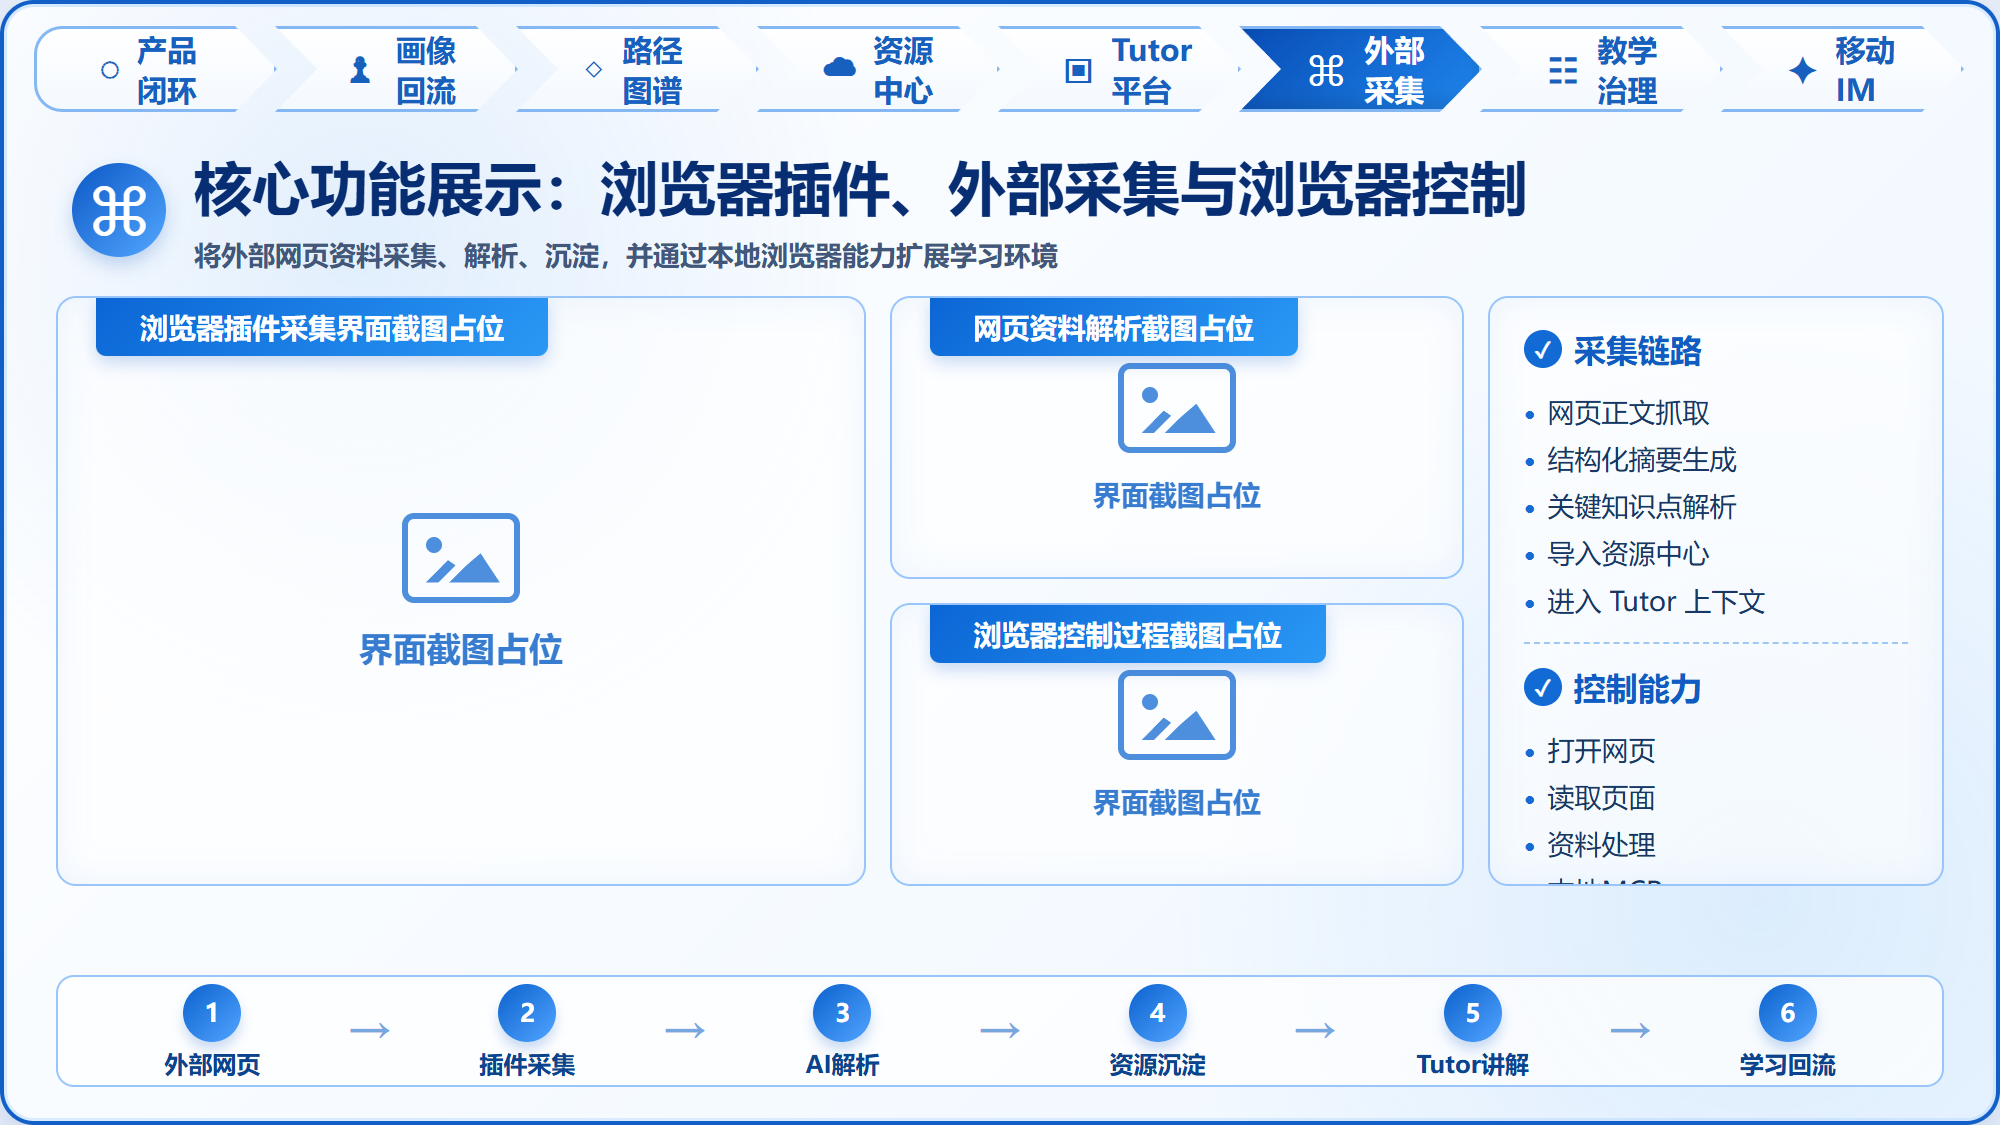 产品
闭环
画像
回流
路径
图谱
资源
中心
Tutor
平台
外部
采集
教学
治理
移动
IM
核心功能展示：浏览器插件、外部采集与浏览器控制
将外部网页资料采集、解析、沉淀，并通过本地浏览器能力扩展学习环境
浏览器插件采集界面截图占位
界面截图占位
网页资料解析截图占位
界面截图占位
浏览器控制过程截图占位
界面截图占位
采集链路
• 网页正文抓取
• 结构化摘要生成
• 关键知识点解析
• 导入资源中心
• 进入 Tutor 上下文
控制能力
• 打开网页
• 读取页面
• 资料处理
1
外部网页
→
2
插件采集
→
3
AI解析
→
4
资源沉淀
→
5
Tutor讲解
→
6
学习回流